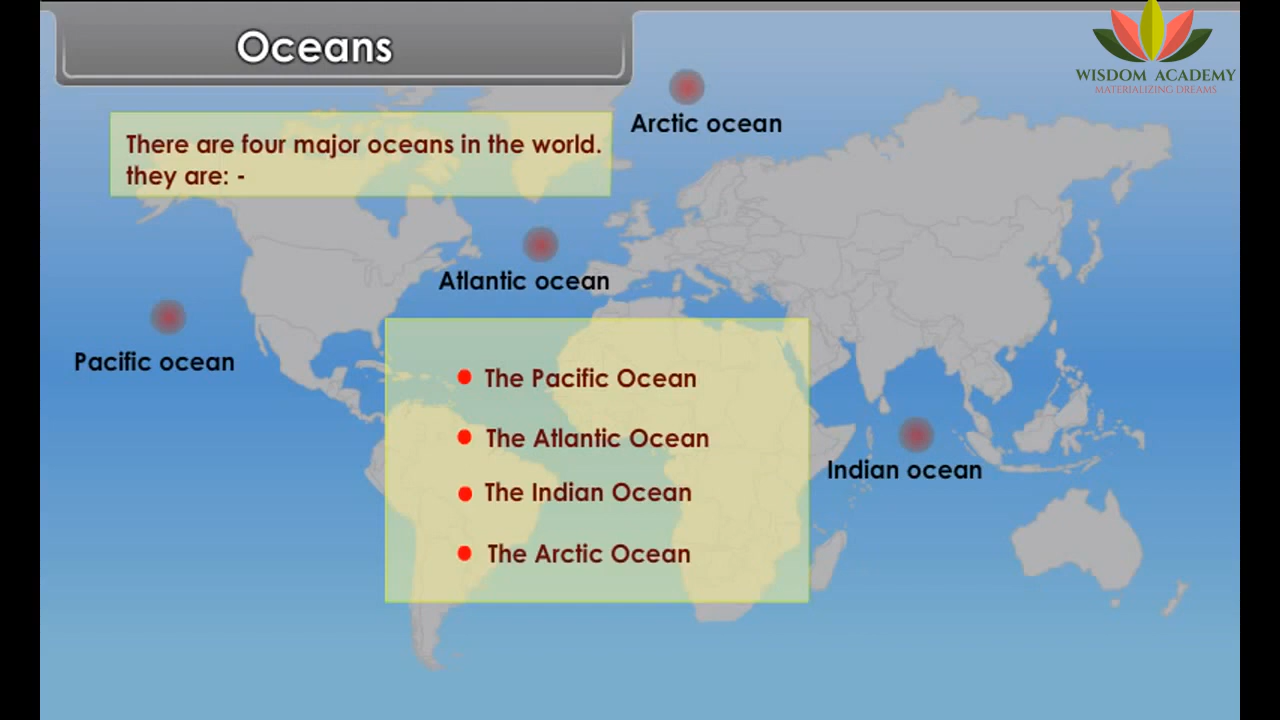 Oceans
WISDOM ACADEMY
MATERIALIZING DREAMS
Arctic ocean
There are four major oceans in the world.
they are: -
Atlantic ocean
Pacific ocean
The Pacific Ocean
The Atlantic Ocean
The Indian Ocean
The Arctic Ocean
Indian ocean